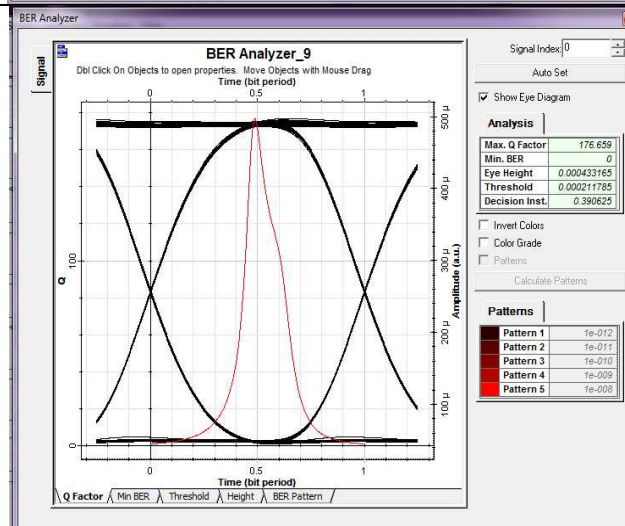 BER Analyzer
Signal
BER Analyzer_9
Dbl Click On Objects to open properties. Move Objects with Mouse Drag
Time (bit period)
0 0.5 1
Q
100
0
Amplitude (a.u.)
500 µ
400 µ
300 µ
200 µ
100 µ
0 0.5 1
Time (bit period)
Q Factor Min BER Threshold Height BER Pattern
Signal Index: 0
Auto Set
Show Eye Diagram
Analysis
Max. Q Factor 176.659
Min. BER 0
Eye Height 0.000433165
Threshold 0.000211785
Decision Inst. 0.390625
Invert Colors
Color Grade
Patterns
Calculate Patterns
Patterns
Pattern 1 1e-012
Pattern 2 1e-011
Pattern 3 1e-010
Pattern 4 1e-009
Pattern 5 1e-008